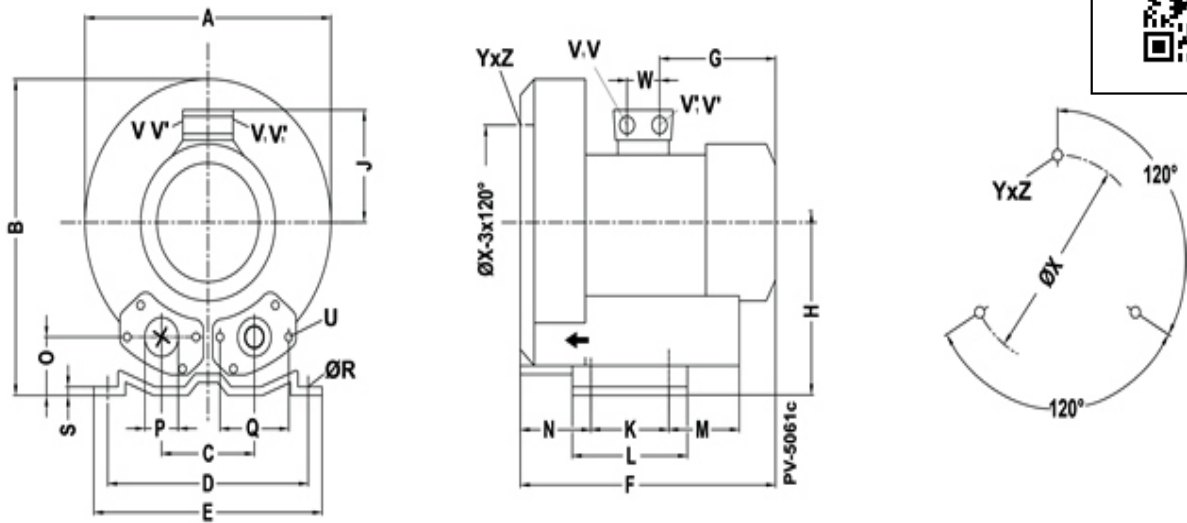 A
B
V V'
V, V,'
J
O
S
P
Q
U
ØR
C
D
E
YxZ
V,V
W
G
V',V'
ØX-3x120°
H
N
K
M
L
F
PV-5061c
YxZ
120°
ØX
120°